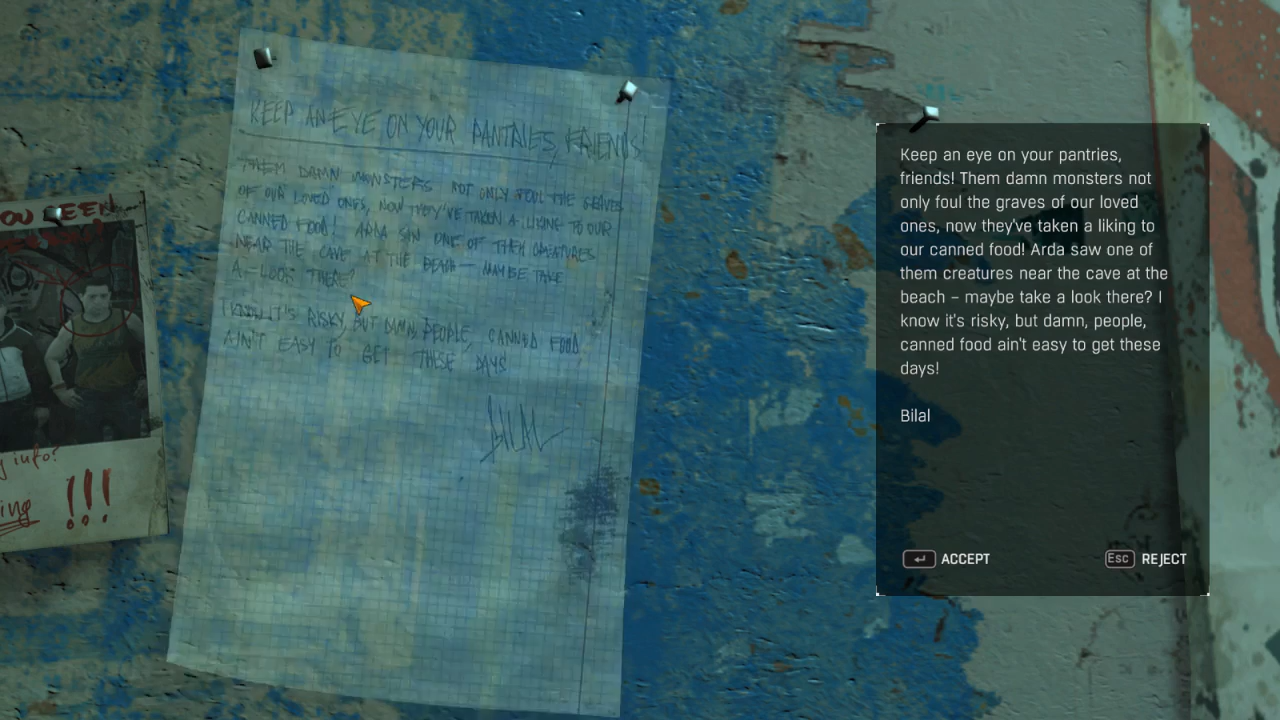 OU SEEN
KEEP AN EYE ON YOUR PANTRIES, FRIENDS!
THEM DAMN MONSTERS NOT ONLY FOUL THE GRAVES
OF OUR LOVED ONES, NOW THEY'VE TAKEN A LIKING TO OUR
CANNED FOOD! ARDA SAW ONE OF THEM CREATURES
NEAR THE CAVE AT THE BEACH – MAYBE TAKE
A – LOOK THERE?
I KNOW IT'S RISKY, BUT DAMN, PEOPLE, CANNED FOOD
AIN'T EASY TO GET THESE DAYS
BILAL
y info?
ing !!!
Keep an eye on your pantries,
friends! Them damn monsters not
only foul the graves of our loved
ones, now they've taken a liking to
our canned food! Arda saw one of
them creatures near the cave at the
beach – maybe take a look there? I
know it's risky, but damn, people,
canned food ain't easy to get these
days!
Bilal
ACCEPT
Esc REJECT